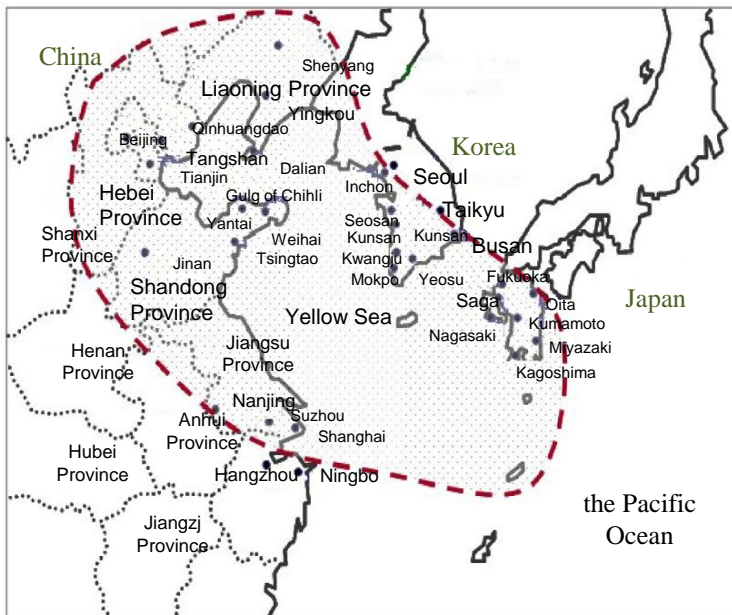 China
Shenyang
Liaoning Province
Yingkou
Beijing
Qinhuangdao
Korea
Tangshan
Tianjin
Dalian
Seoul
Inchon
Hebei
Province
Gulg of Chihli
Taikyu
Yantai
Seosan
Shanxi
Province
Weihai
Kunsan
Kunsan
Busan
Tsingtao
Jinan
Kwangju
Mokpo
Yeosu
Fukuoka
Shandong
Province
Saga
Oita
Japan
Yellow Sea
Nagasaki
Kumamoto
Jiangsu
Province
Henan
Province
Miyazaki
Kagoshima
Nanjing
Suzhou
Anhui
Province
Shanghai
Hubei
Province
Hangzhou
Ningbo
the Pacific
Ocean
Jiangzj
Province